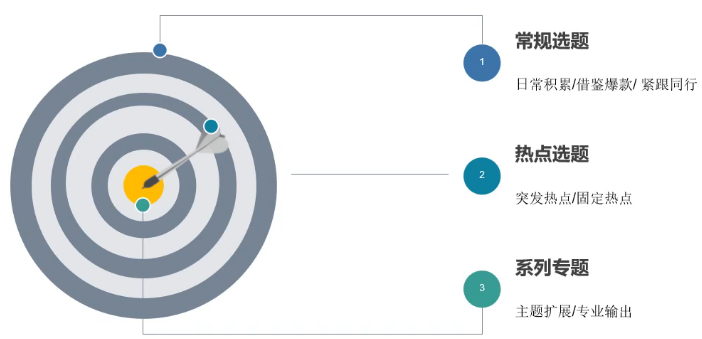 1
常规选题
日常积累/借鉴爆款/ 紧跟同行
2
热点选题
突发热点/固定热点
3
系列专题
主题扩展/专业输出